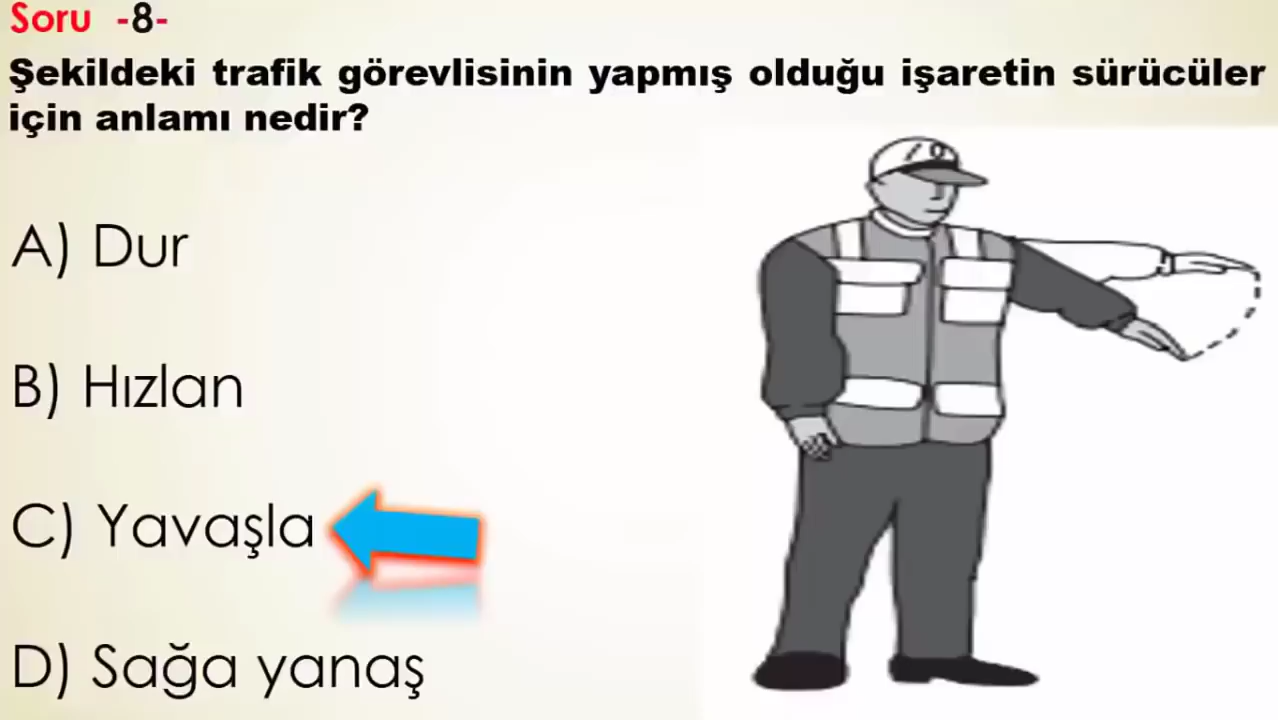 Soru -8-
Şekildeki trafik görevlisinin yapmış olduğu işaretin sürücüler
için anlamı nedir?
A) Dur
B) Hızlan
C) Yavaşla
D) Sağa yanaş